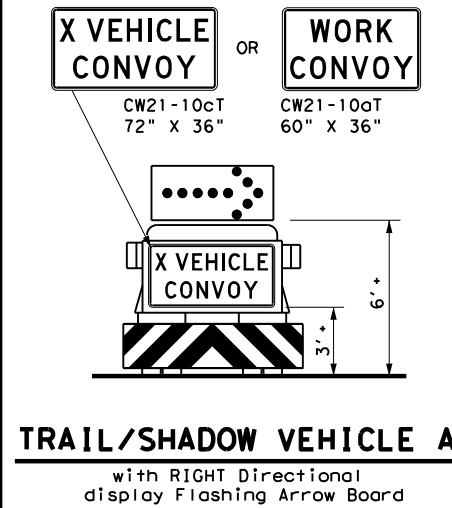 X VEHICLE
CONVOY
OR
WORK
CONVOY
CW21-10cT
72" X 36"
CW21-10aT
60" X 36"
X VEHICLE
CONVOY
6' +
3' +
TRAIL/SHADOW VEHICLE A
with RIGHT Directional
display Flashing Arrow Board